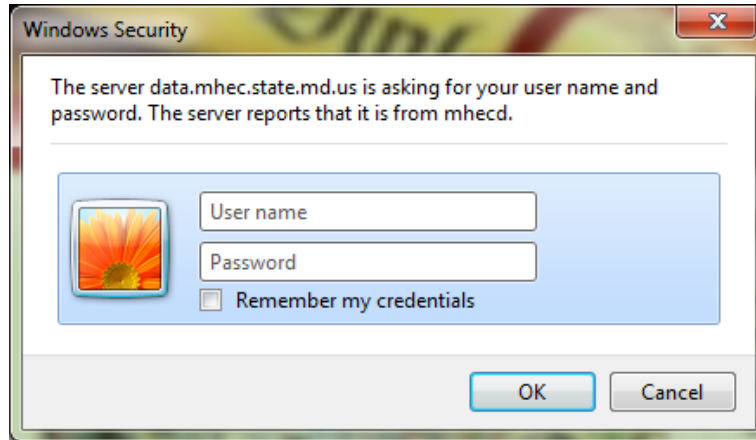 Windows Security
The server data.mhec.state.md.us is asking for your user name and
password. The server reports that it is from mhecd.
User name
Password
Remember my credentials
OK Cancel